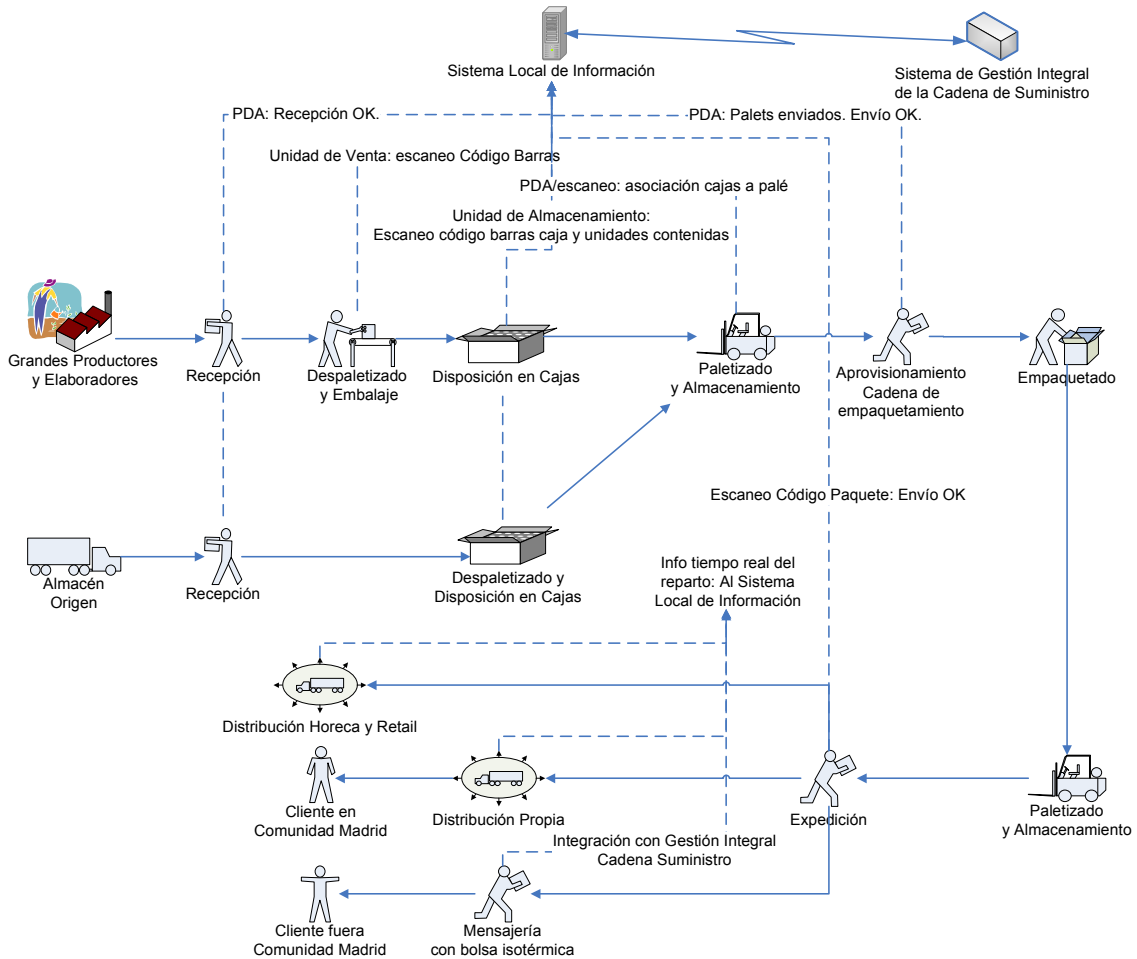 Sistema Local de Información
Sistema de Gestión Integral
de la Cadena de Suministro
PDA: Recepción OK.
PDA: Palets enviados. Envío OK.
Unidad de Venta: escaneo Código Barras
PDA/escaneo: asociación cajas a palé
Unidad de Almacenamiento:
Escaneo código barras caja y unidades contenidas
Grandes Productores
y Elaboradores
Recepción
Despaletizado
y Embalaje
Disposición en Cajas
Paletizado
y Almacenamiento
Aprovisionamiento
Cadena de
empaquetamiento
Empaquetado
Escaneo Código Paquete: Envío OK
Almacén
Origen
Recepción
Despaletizado y
Disposición en Cajas
Info tiempo real del
reparto: Al Sistema
Local de Información
Distribución Horeca y Retail
Cliente en
Comunidad Madrid
Distribución Propia
Expedición
Paletizado
y Almacenamiento
Integración con Gestión Integral
Cadena Suministro
Cliente fuera
Comunidad Madrid
Mensajería
con bolsa isotérmica